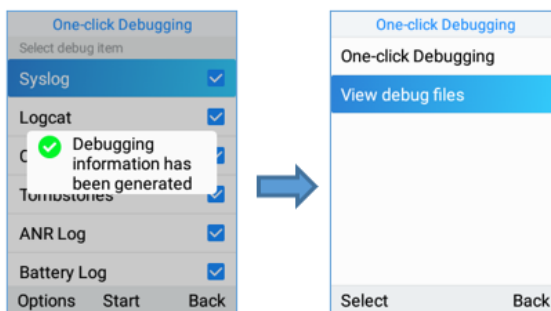 One-click Debugging
Select debug item
Syslog
Logcat
C
Debugging
information has
been generated
Tombstones
ANR Log
Battery Log
Options Start Back
One-click Debugging
One-click Debugging
View debug files
Select Back